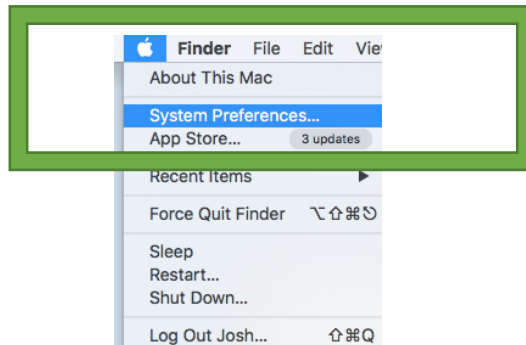 Finder File Edit Vie
About This Mac
System Preferences...
App Store... 3 updates
Recent Items ▶
Force Quit Finder ⌥⇧⌘⎋
Sleep
Restart...
Shut Down...
Log Out Josh... ⇧⌘Q